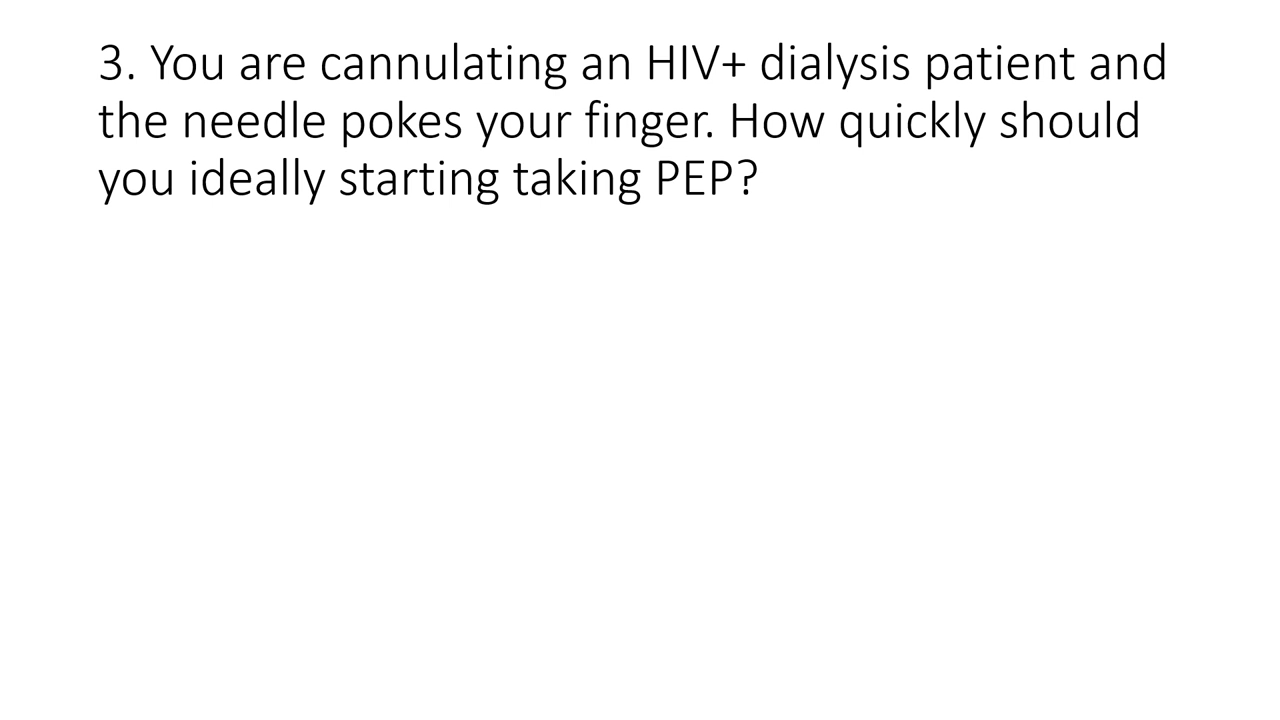 3. You are cannulating an HIV+ dialysis patient and
the needle pokes your finger. How quickly should
you ideally starting taking PEP?